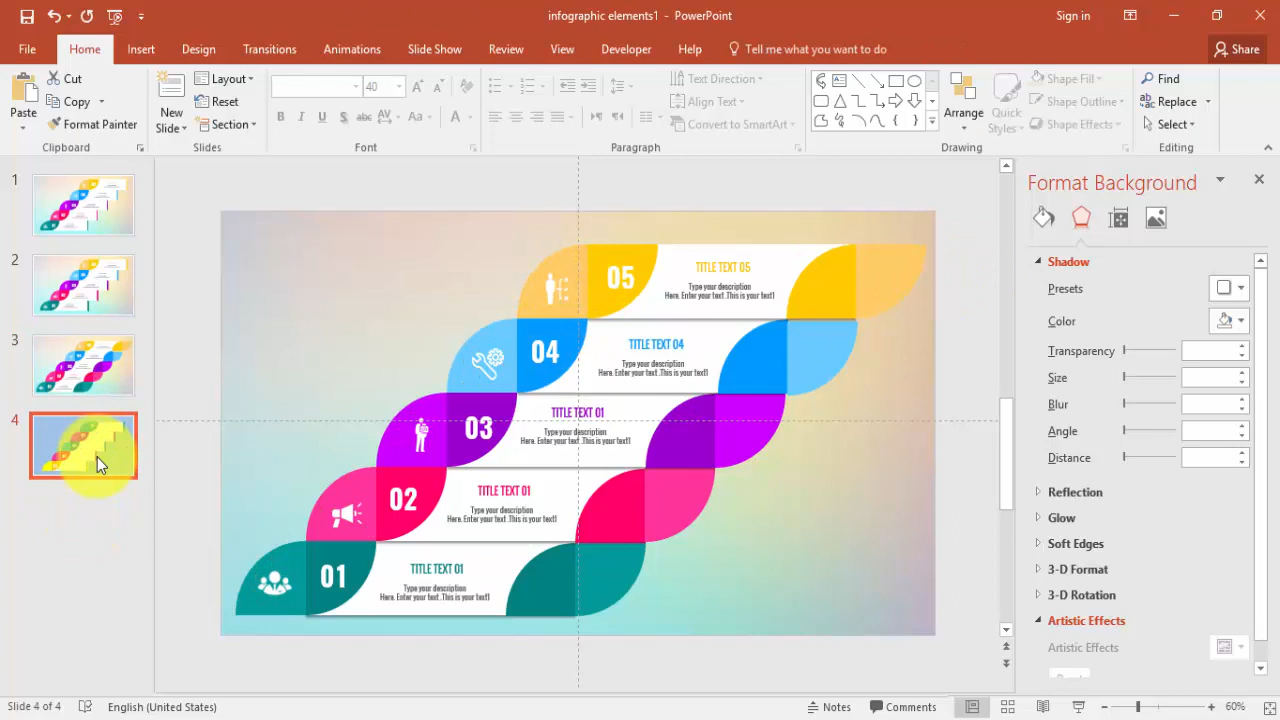 infographic elements1 - PowerPoint
Sign in
File Home Insert Design Transitions Animations Slide Show Review View Developer Help Tell me what you want to do Share
Paste
Cut
Copy
Format Painter
Clipboard
New
Slide
Layout
Reset
Section
Slides
40
B I U S abc AV Aa A
Font
Text Direction
Align Text
Convert to SmartArt
Paragraph
Arrange
Quick
Styles
Shape Fill
Shape Outline
Shape Effects
Drawing
Find
Replace
Select
Editing
1
2
3
4
05
TITLE TEXT 05
Type your description
Here. Enter your text .This is your text1
04
TITLE TEXT 04
Type your description
Here. Enter your text .This is your text1
03
TITLE TEXT 01
Type your description
Here. Enter your text .This is your text1
02
TITLE TEXT 01
Type your description
Here. Enter your text .This is your text1
01
TITLE TEXT 01
Type your description
Here. Enter your text .This is your text1
Format Background
Shadow
Presets
Color
Transparency
Size
Blur
Angle
Distance
Reflection
Glow
Soft Edges
3-D Format
3-D Rotation
Artistic Effects
Artistic Effects
Slide 4 of 4 English (United States) Notes Comments 60%